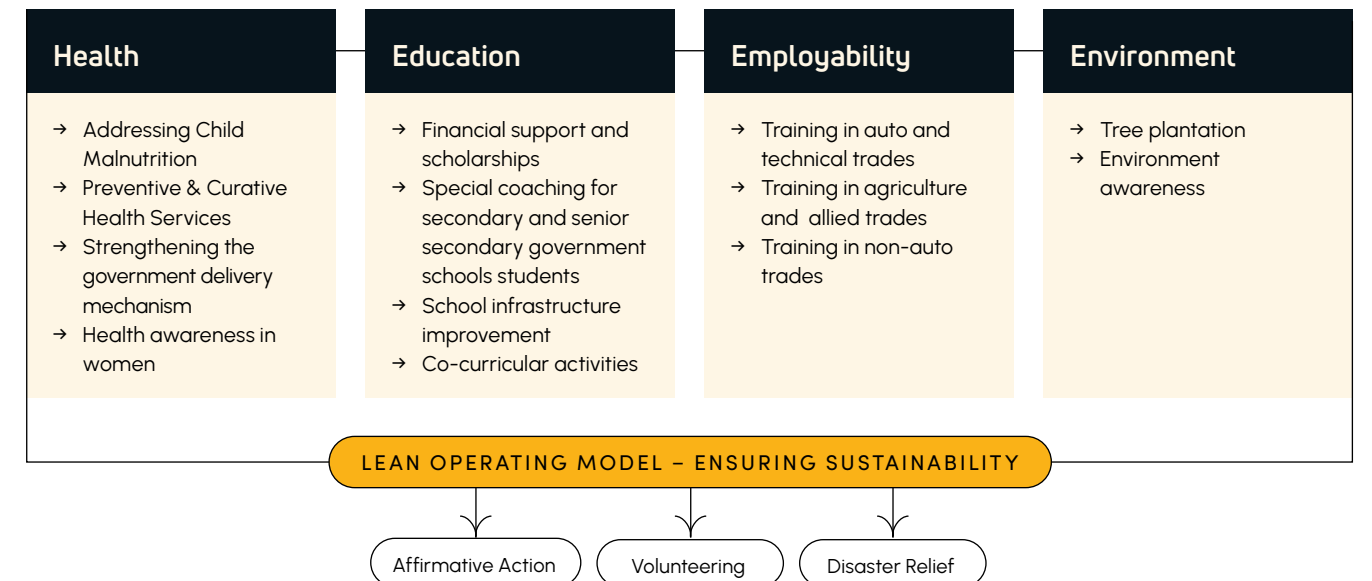 Health
→ Addressing Child
Malnutrition
→ Preventive & Curative
Health Services
→ Strengthening the
government delivery
mechanism
→ Health awareness in
women
Education
→ Financial support and
scholarships
→ Special coaching for
secondary and senior
secondary government
schools students
→ School infrastructure
improvement
→ Co-curricular activities
Employability
→ Training in auto and
technical trades
→ Training in agriculture
and  allied trades
→ Training in non-auto
trades
Environment
→ Tree plantation
→ Environment
awareness
LEAN OPERATING MODEL – ENSURING SUSTAINABILITY
Affirmative Action
Volunteering
Disaster Relief